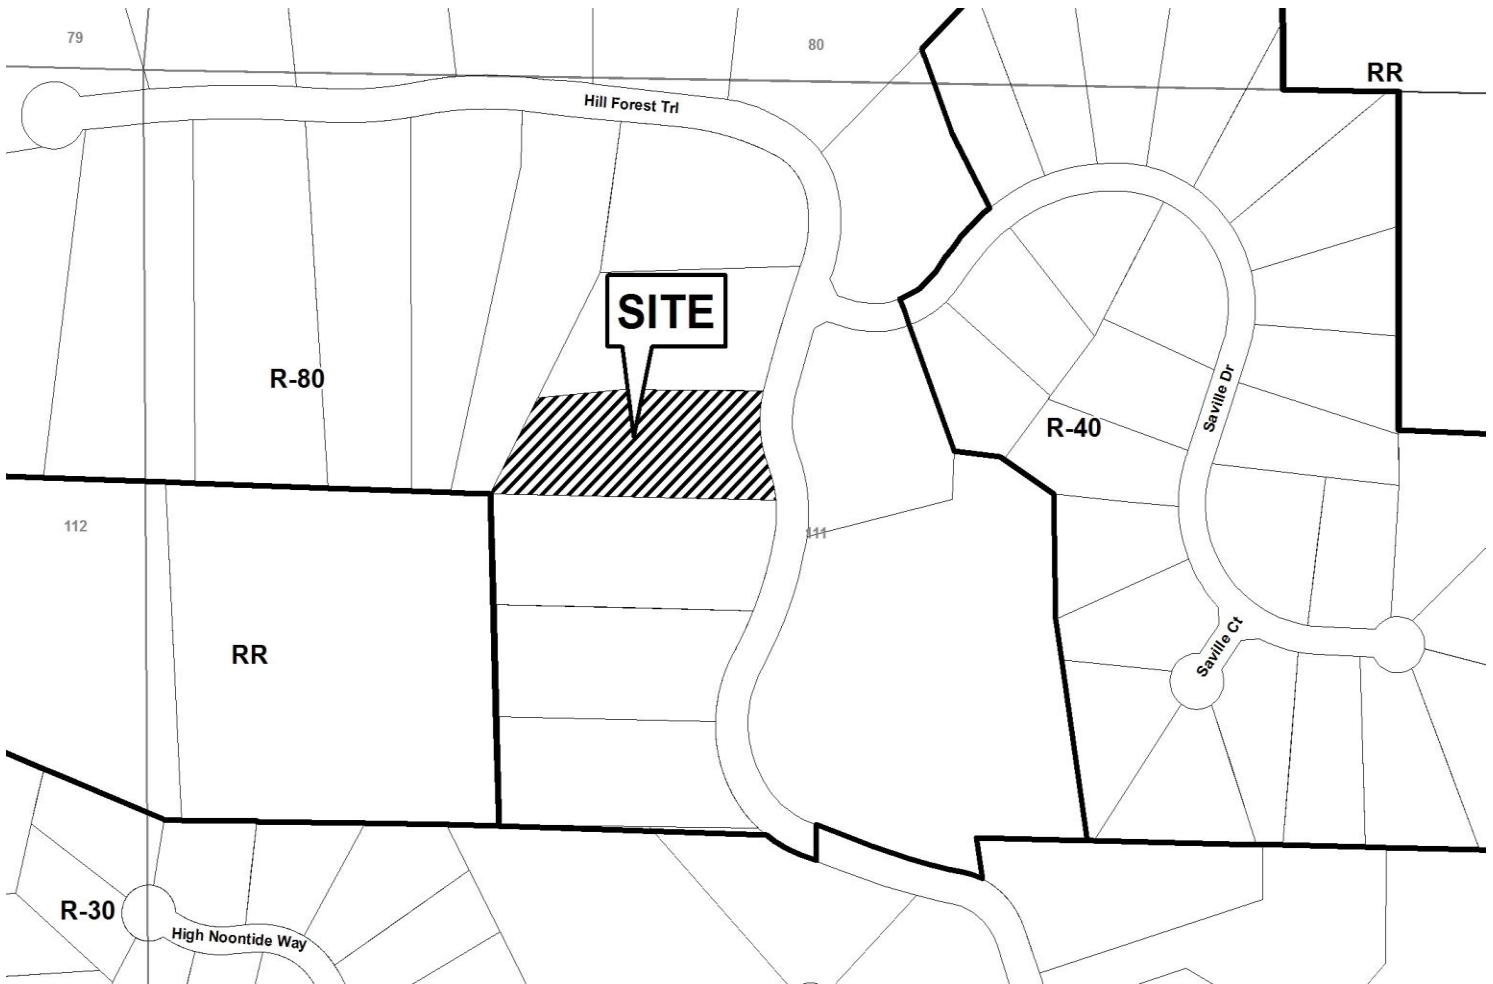 79
80
RR
Hill Forest Trl
SITE
R-80
Saville Dr
R-40
112
111
Saville Ct
RR
R-30
High Noontide Way